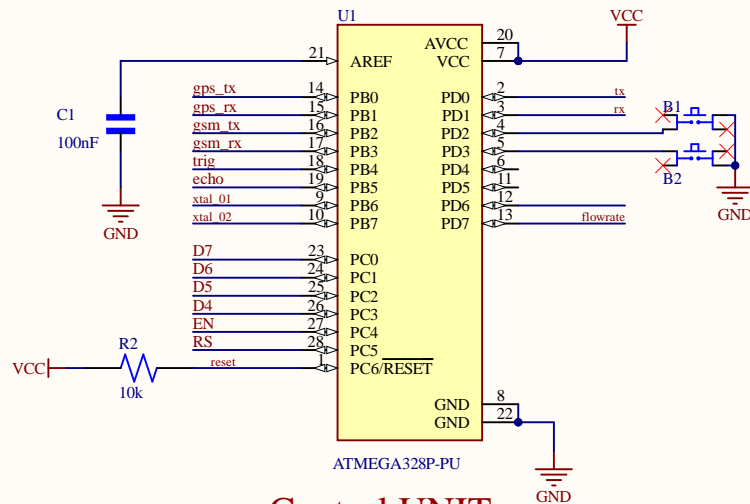 U1
VCC
AVCC 20
VCC 7
21 AREF
gps_tx 14 PB0
gps_rx 15 PB1
gsm_tx 16 PB2
gsm_rx 17 PB3
trig 18 PB4
echo 19 PB5
xtal_01 9 PB6
xtal_02 10 PB7
PD0 2 tx
PD1 3 rx
PD2 4
PD3 5
PD4 6
PD5 11
PD6 12
PD7 13 flowrate
B1
B2
GND
C1
100nF
GND
D7 23 PC0
D6 24 PC1
D5 25 PC2
D4 26 PC3
EN 27 PC4
RS 28 PC5
R2
VCC
reset 1 PC6/RESET
10k
GND 8
GND 22
ATMEGA328P-PU
GND